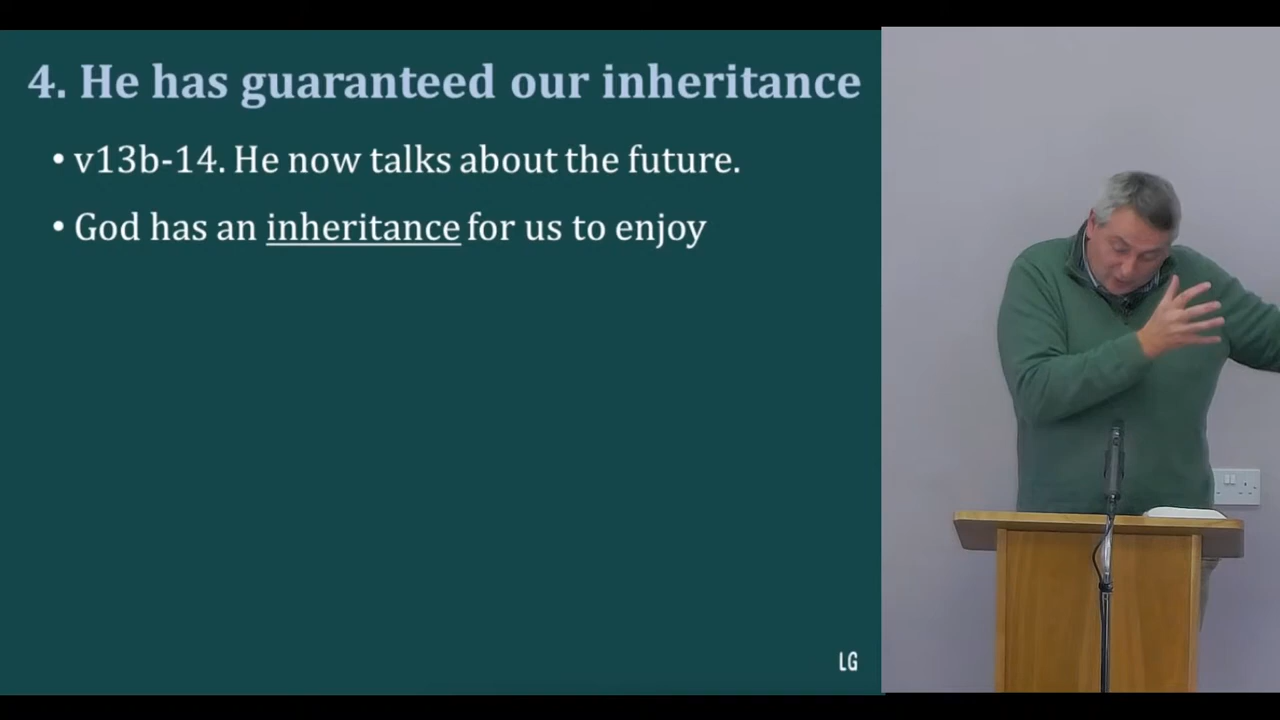 4. He has guaranteed our inheritance
• v13b-14. He now talks about the future.
• God has an inheritance for us to enjoy
LG